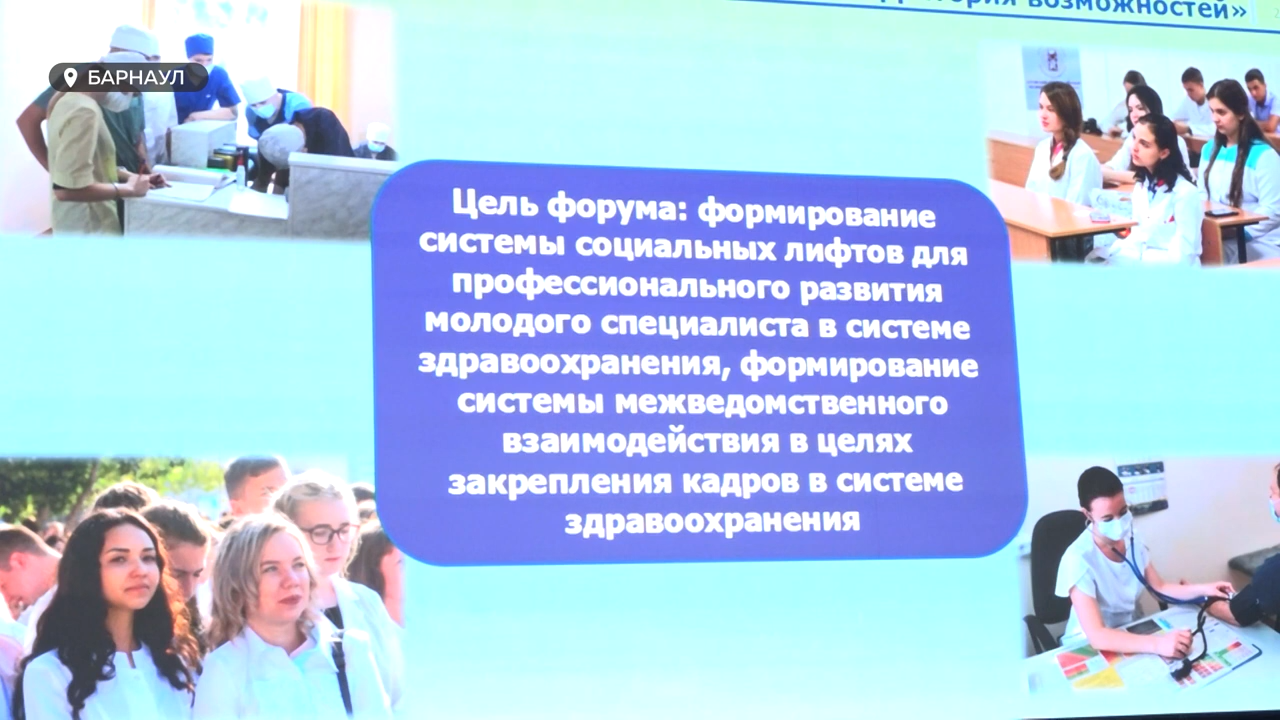 возможностей»
БАРНАУЛ
Цель форума: формирование
системы социальных лифтов для
профессионального развития
молодого специалиста в системе
здравоохранения, формирование
системы межведомственного
взаимодействия в целях
закрепления кадров в системе
здравоохранения